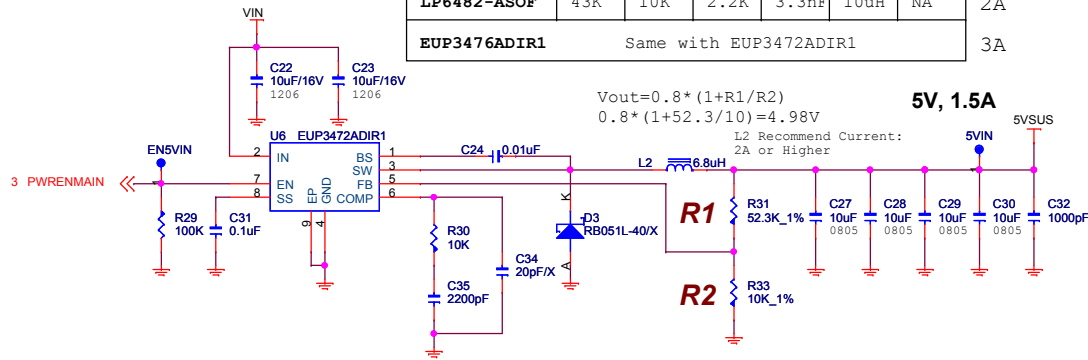 VIN
LP6482-ASOF 43K 10K 2.2K 3.3nF 10uH NA 2A
EUP3476ADIR1 Same with EUP3472ADIR1 3A
C22
10uF/16V
1206
C23
10uF/16V
1206
Vout=0.8*(1+R1/R2)
0.8*(1+52.3/10)=4.98V
5V, 1.5A
L2 Recommend Current:
2A or Higher
5VIN
5VSUS
U6 EUP3472ADIR1
EN5VIN
3 PWRENMAIN
2 IN
7 EN
8 SS
BS 1
SW 3
FB 5
COMP 6
EP
GND
9
4
C24 0.01uF
L2 6.8uH
R29
100K
C31
0.1uF
R30
10K
C35
2200pF
C34
20pF/X
K
D3
RB051L-40/X
A
R1
R31
52.3K_1%
R2
R33
10K_1%
C27
10uF
0805
C28
10uF
0805
C29
10uF
0805
C30
10uF
0805
C32
1000pF